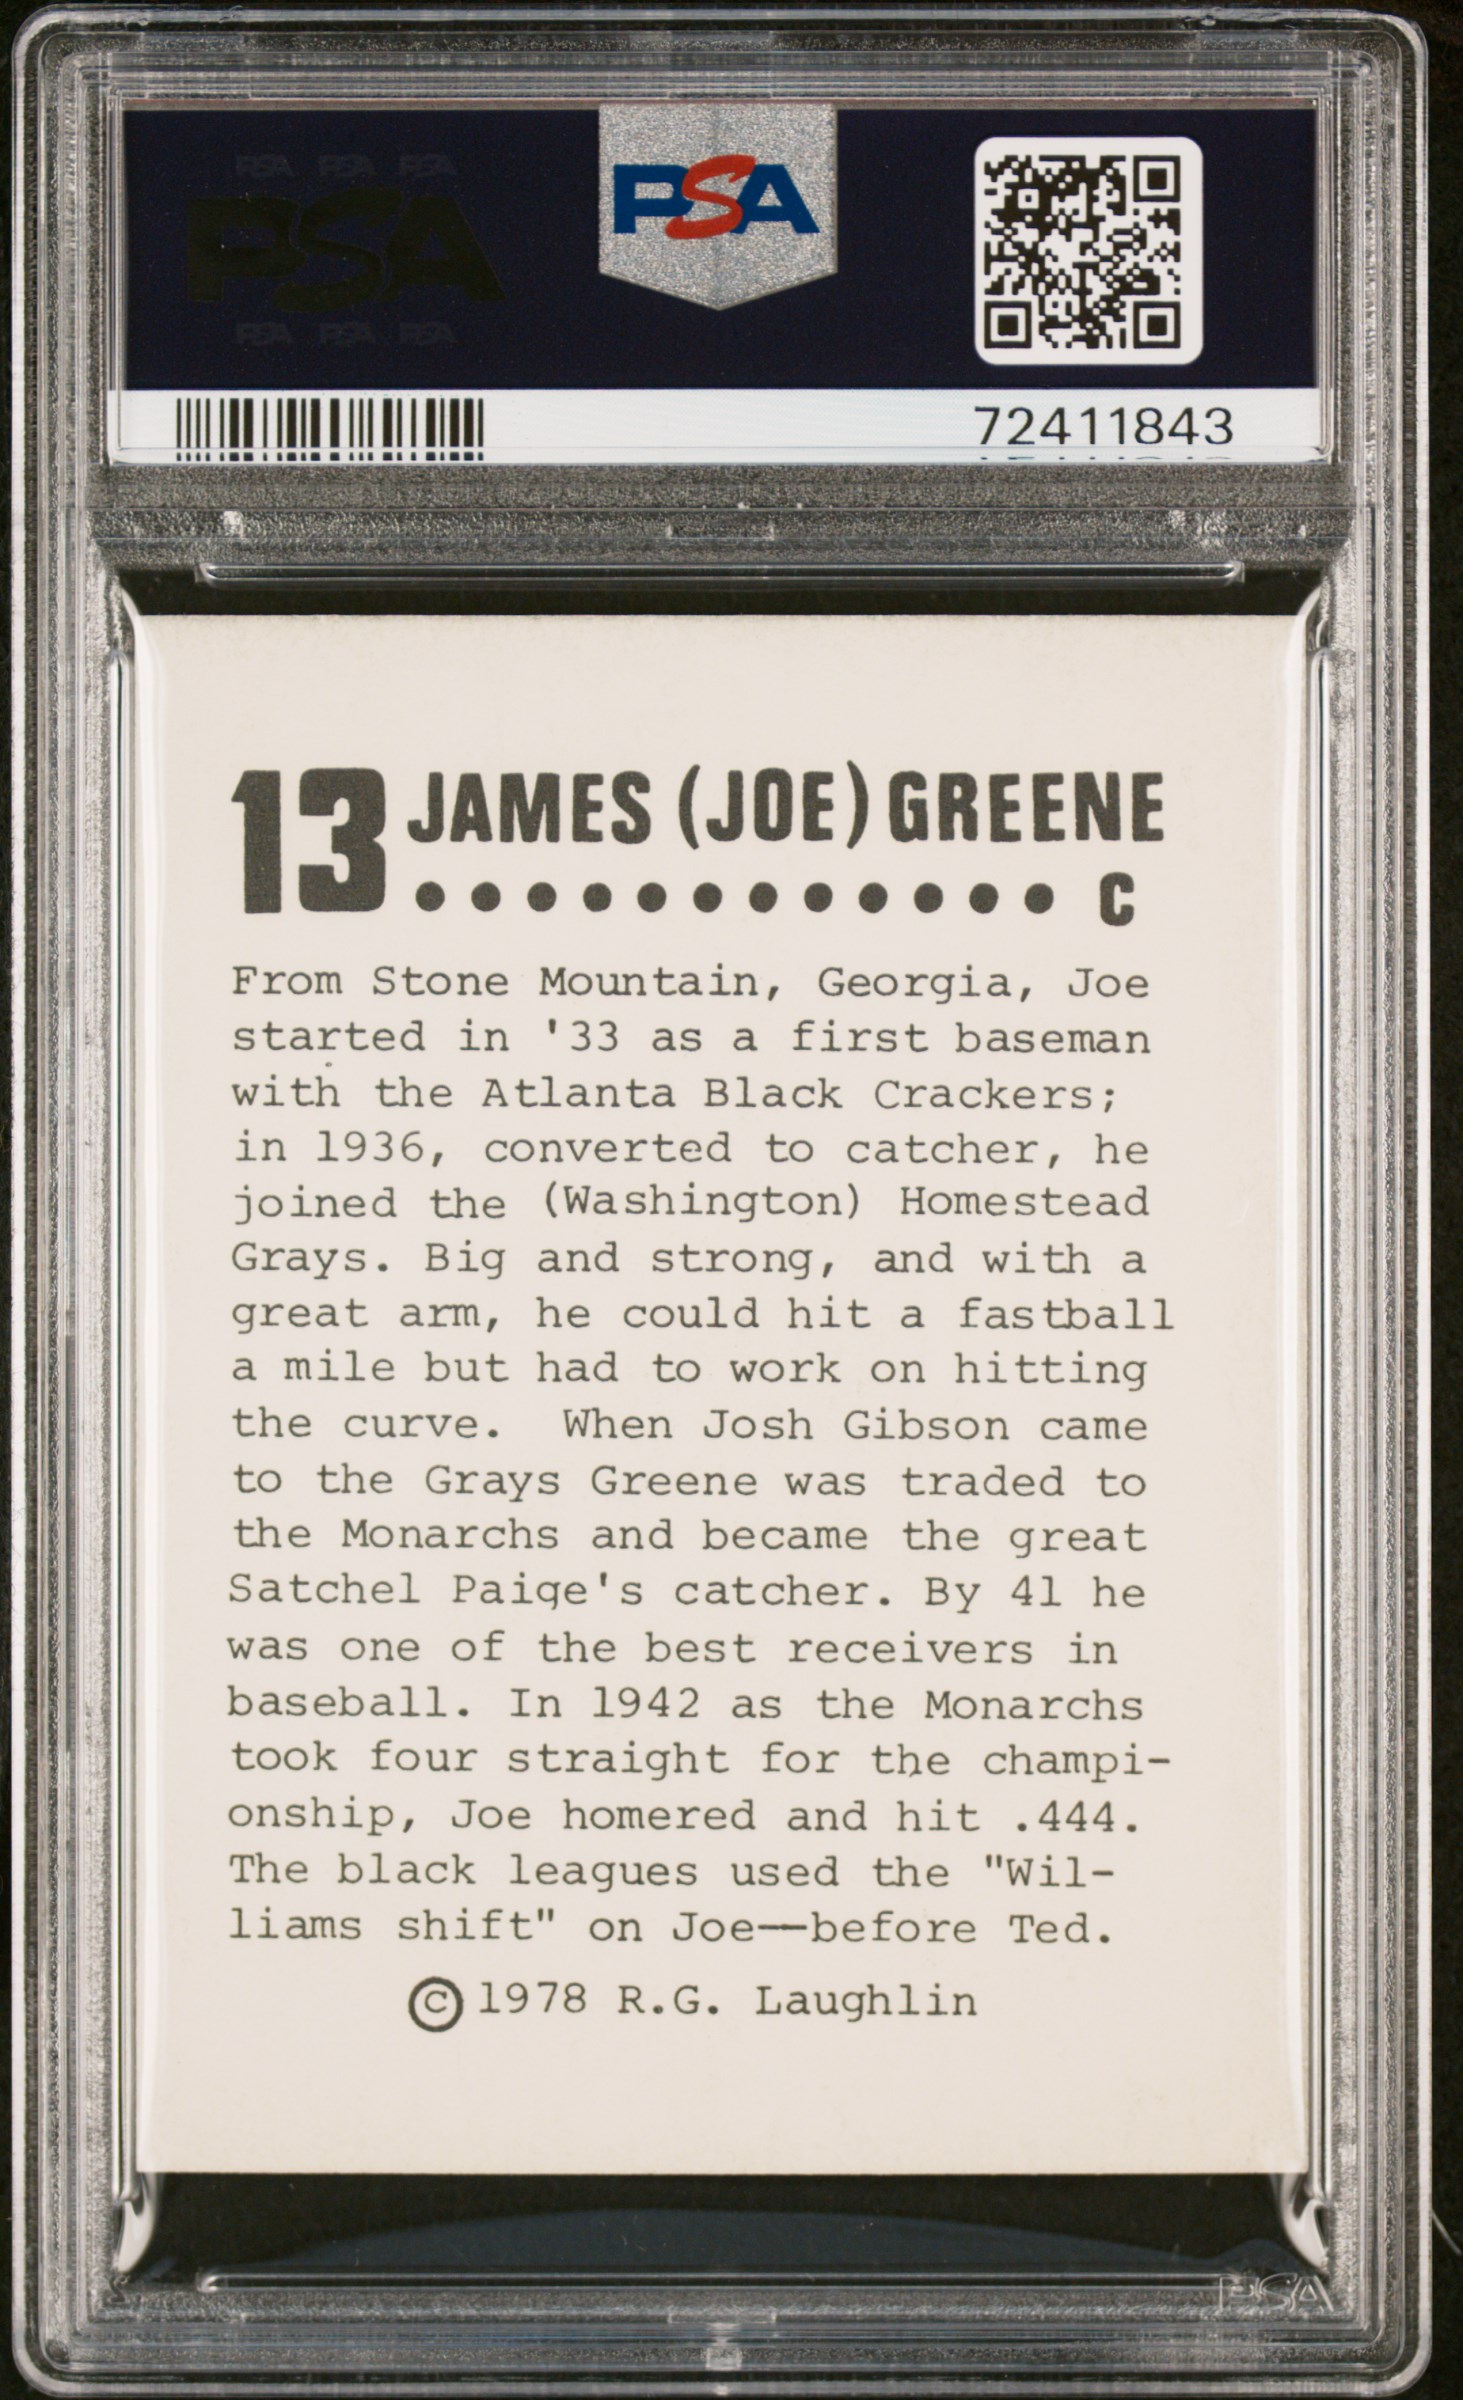 PSA PSA PSA
PSA
PSA PSA PSA
PSA
72411843
13 JAMES (JOE) GREENE
............. C
From Stone Mountain, Georgia, Joe
started in '33 as a first baseman
with the Atlanta Black Crackers;
in 1936, converted to catcher, he
joined the (Washington) Homestead
Grays. Big and strong, and with a
great arm, he could hit a fastball
a mile but had to work on hitting
the curve.  When Josh Gibson came
to the Grays Greene was traded to
the Monarchs and became the great
Satchel Paige's catcher. By 41 he
was one of the best receivers in
baseball. In 1942 as the Monarchs
took four straight for the champi-
onship, Joe homered and hit .444.
The black leagues used the "Wil-
liams shift" on Joe—before Ted.
©1978 R.G. Laughlin
PSA